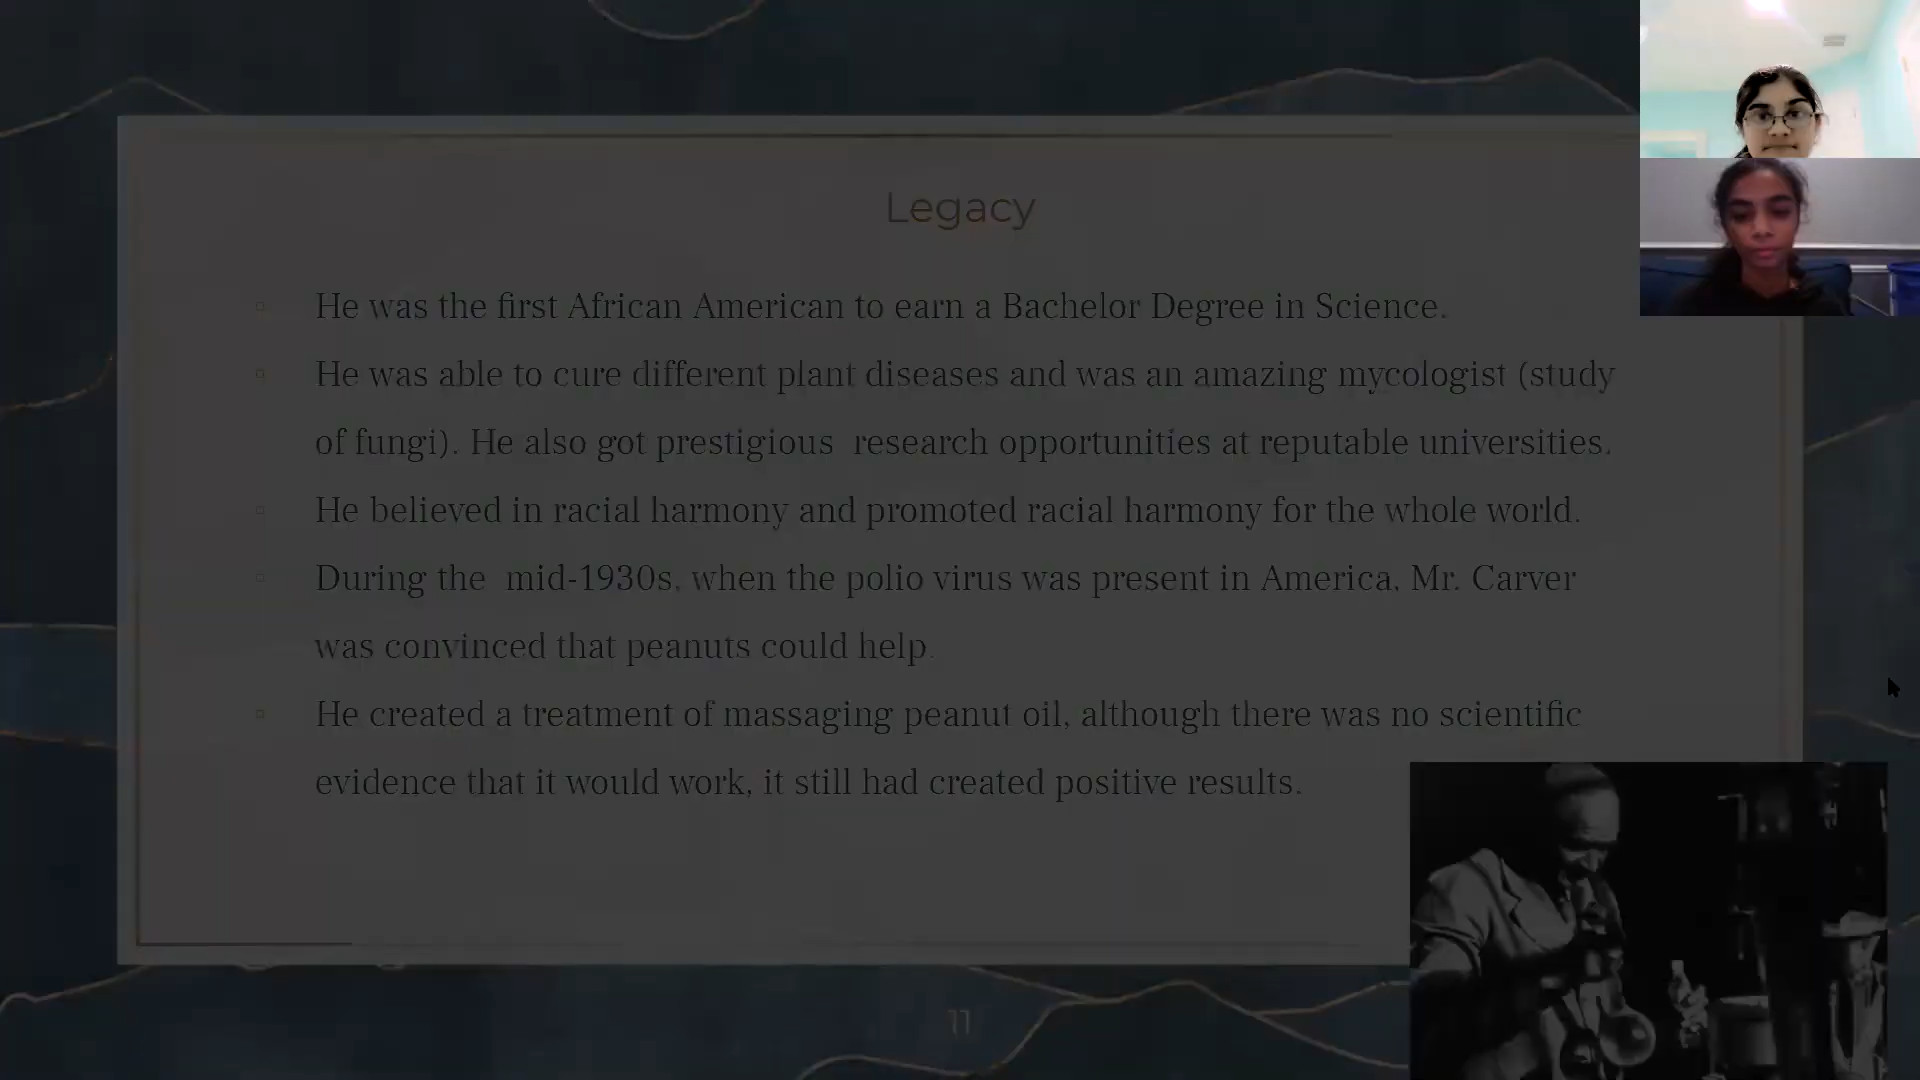 Legacy
▫ He was the first African American to earn a Bachelor Degree in Science.
▫ He was able to cure different plant diseases and was an amazing mycologist (study
of fungi). He also got prestigious  research opportunities at reputable universities.
▫ He believed in racial harmony and promoted racial harmony for the whole world.
▫ During the  mid-1930s, when the polio virus was present in America, Mr. Carver
was convinced that peanuts could help.
▫ He created a treatment of massaging peanut oil, although there was no scientific
evidence that it would work, it still had created positive results.
11